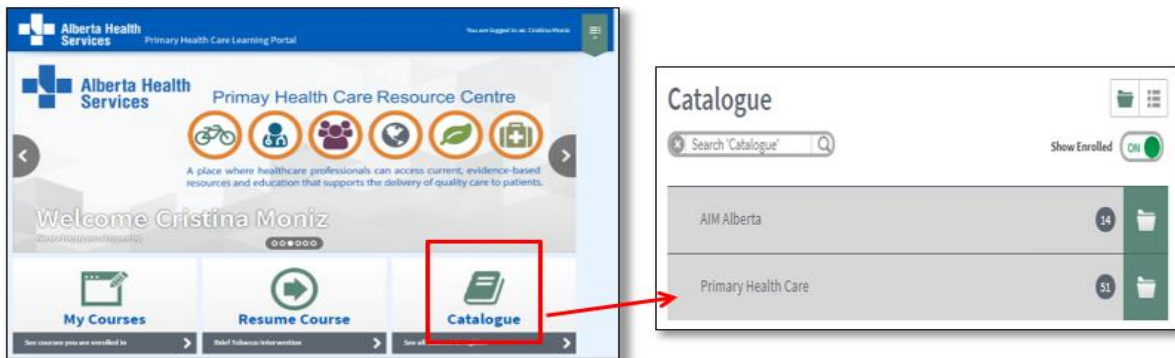 Alberta Health
Services
Primary Health Care Learning Portal
You are logged in as: Cristina Moniz
Alberta Health
Services
Primay Health Care Resource Centre
A place where healthcare professionals can access current, evidence-based
resources and education that supports the delivery of quality care to patients.
Welcome Cristina Moniz
My Courses
Resume Course
Catalogue
See courses you are enrolled in
Brief Tobacco Intervention
See all
Catalogue
Search 'Catalogue'
Show Enrolled
ON
AIM Alberta
14
Primary Health Care
51